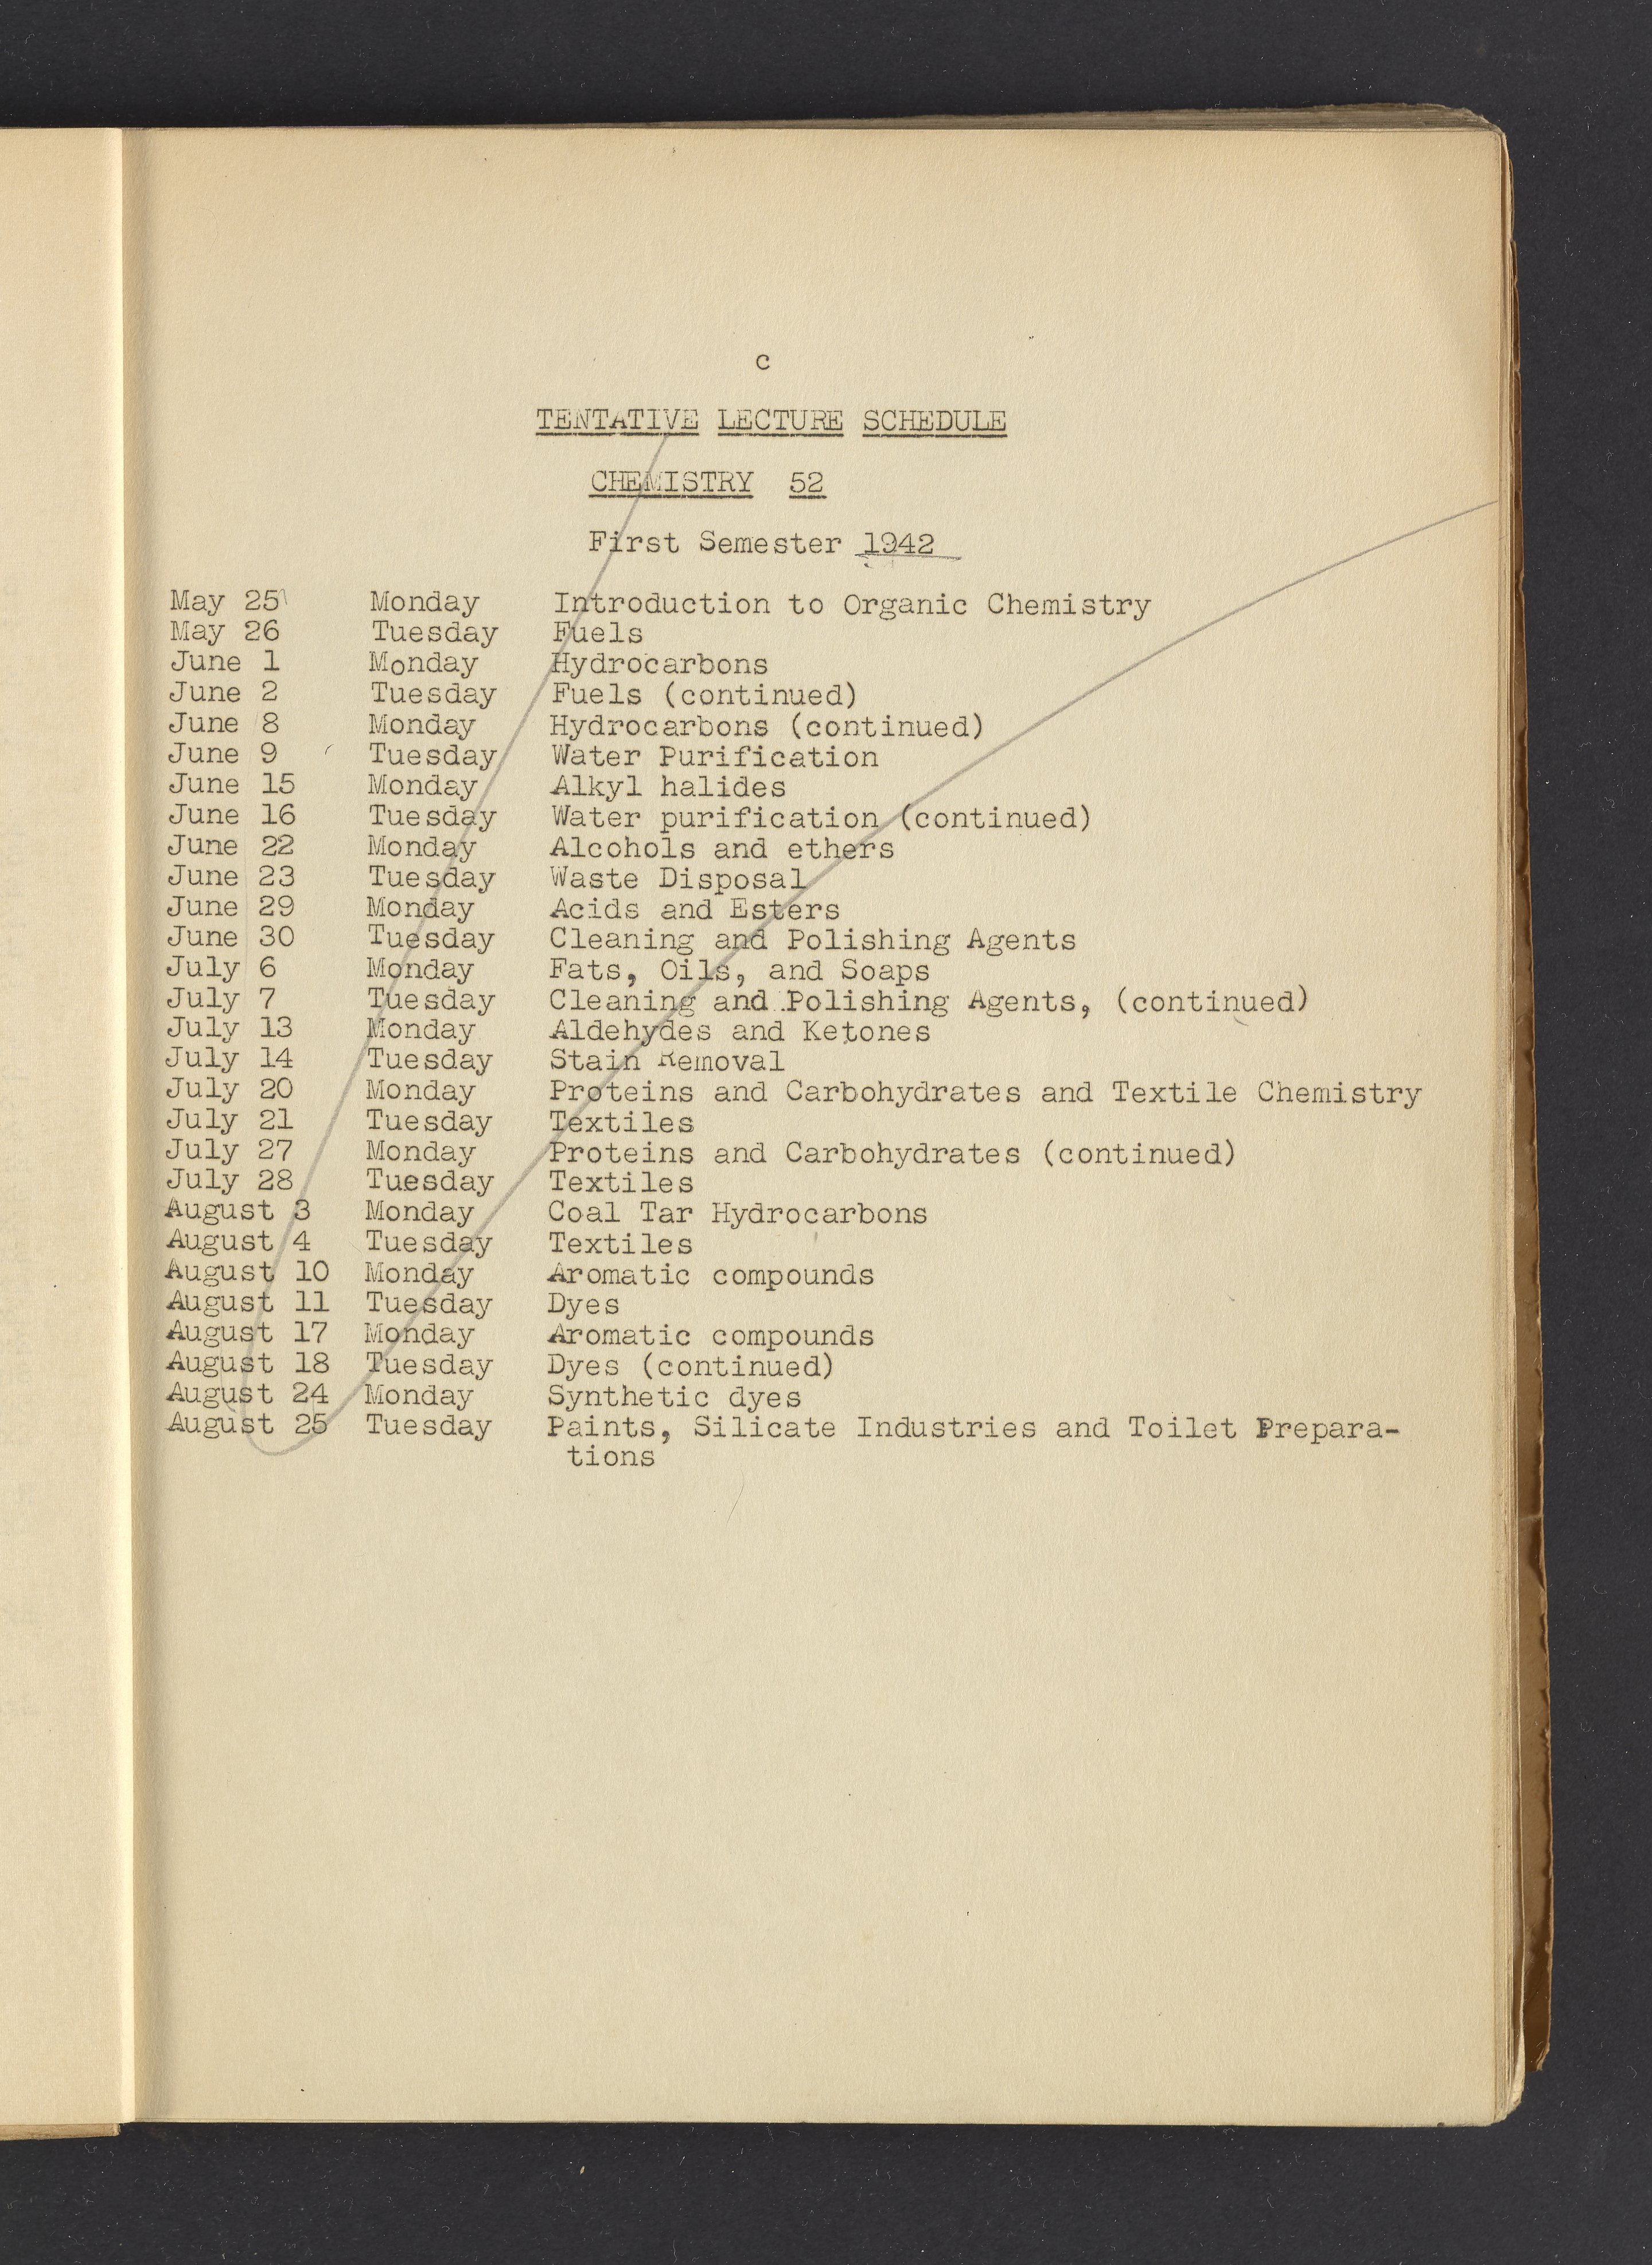 c
TENTATIVE LECTURE SCHEDULE
CHEMISTRY 52
First Semester 1942
May 25 Monday Introduction to Organic Chemistry
May 26 Tuesday Fuels
June 1 Monday Hydrocarbons
June 2 Tuesday Fuels (continued)
June 8 Monday Hydrocarbons (continued)
June 9 Tuesday Water Purification
June 15 Monday Alkyl halides
June 16 Tuesday Water purification (continued)
June 22 Monday Alcohols and ethers
June 23 Tuesday Waste Disposal
June 29 Monday Acids and Esters
June 30 Tuesday Cleaning and Polishing Agents
July 6 Monday Fats, Oils, and Soaps
July 7 Tuesday Cleaning and Polishing Agents, (continued)
July 13 Monday Aldehydes and Ketones
July 14 Tuesday Stain Removal
July 20 Monday Proteins and Carbohydrates and Textile Chemistry
July 21 Tuesday Textiles
July 27 Monday Proteins and Carbohydrates (continued)
July 28 Tuesday Textiles
August 3 Monday Coal Tar Hydrocarbons
August 4 Tuesday Textiles
August 10 Monday Aromatic compounds
August 11 Tuesday Dyes
August 17 Monday Aromatic compounds
August 18 Tuesday Dyes (continued)
August 24 Monday Synthetic dyes
August 25 Tuesday Paints, Silicate Industries and Toilet Prepara-
tions